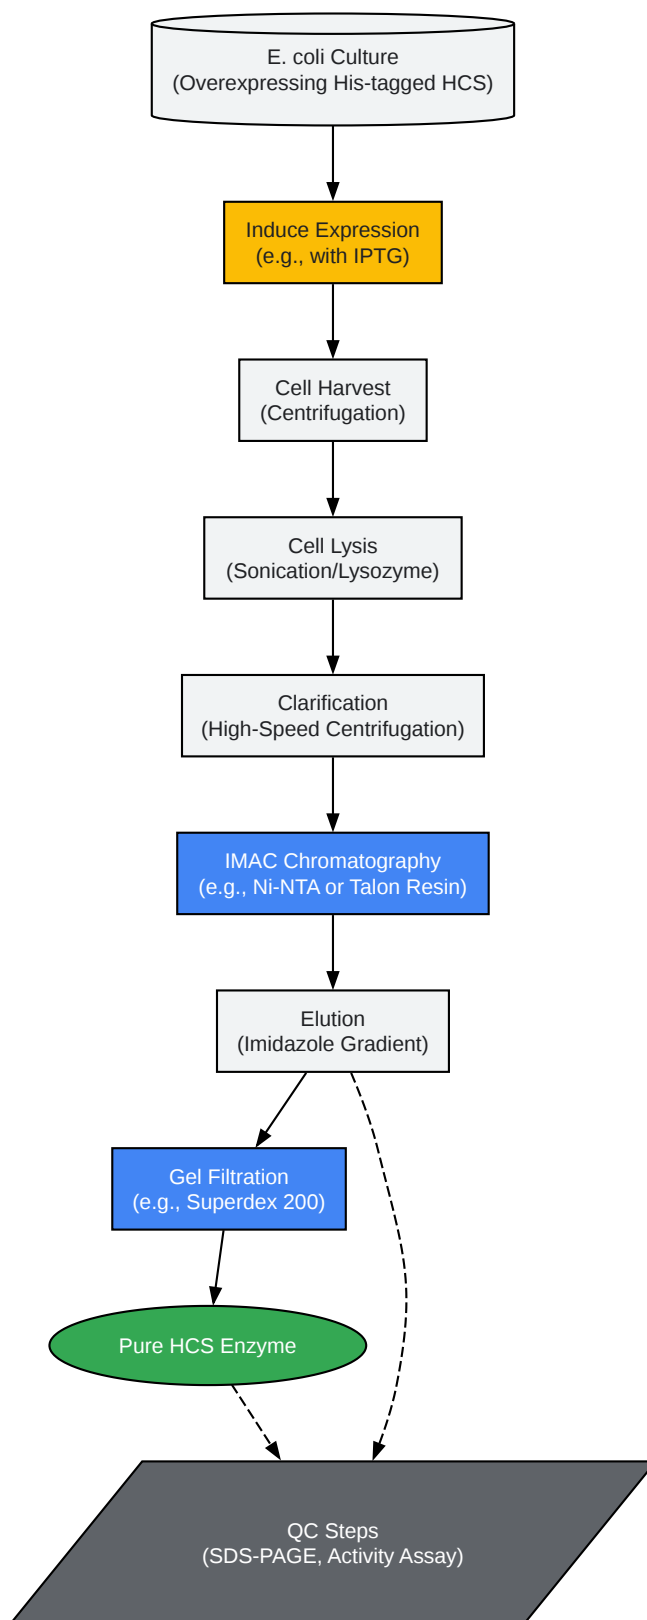 E. coli Culture
(Overexpressing His-tagged HCS)
Induce Expression
(e.g., with IPTG)
Cell Harvest
(Centrifugation)
Cell Lysis
(Sonication/Lysozyme)
Clarification
(High-Speed Centrifugation)
IMAC Chromatography
(e.g., Ni-NTA or Talon Resin)
Elution
(Imidazole Gradient)
Gel Filtration
(e.g., Superdex 200)
Pure HCS Enzyme
QC Steps
(SDS-PAGE, Activity Assay)